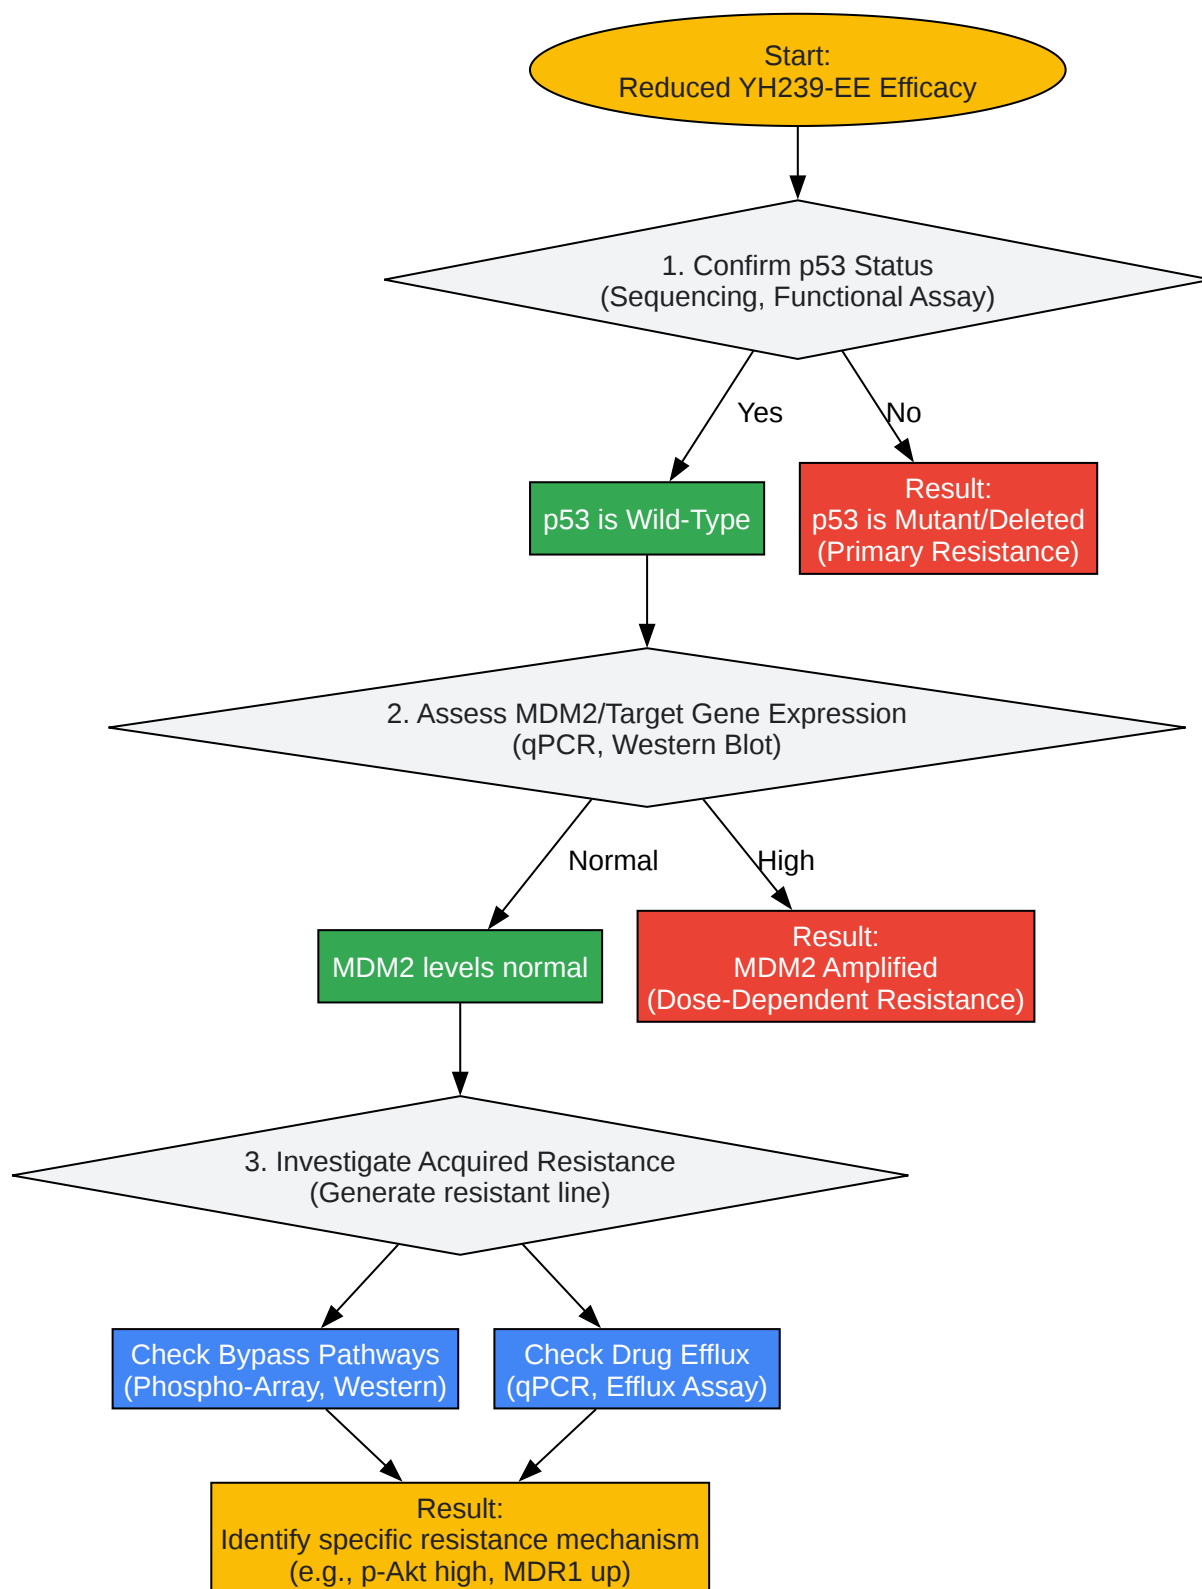 Start:
Reduced YH239-EE Efficacy
1. Confirm p53 Status
(Sequencing, Functional Assay)
Yes
No
p53 is Wild-Type
Result:
p53 is Mutant/Deleted
(Primary Resistance)
2. Assess MDM2/Target Gene Expression
(qPCR, Western Blot)
Normal
High
MDM2 levels normal
Result:
MDM2 Amplified
(Dose-Dependent Resistance)
3. Investigate Acquired Resistance
(Generate resistant line)
Check Bypass Pathways
(Phospho-Array, Western)
Check Drug Efflux
(qPCR, Efflux Assay)
Result:
Identify specific resistance mechanism
(e.g., p-Akt high, MDR1 up)